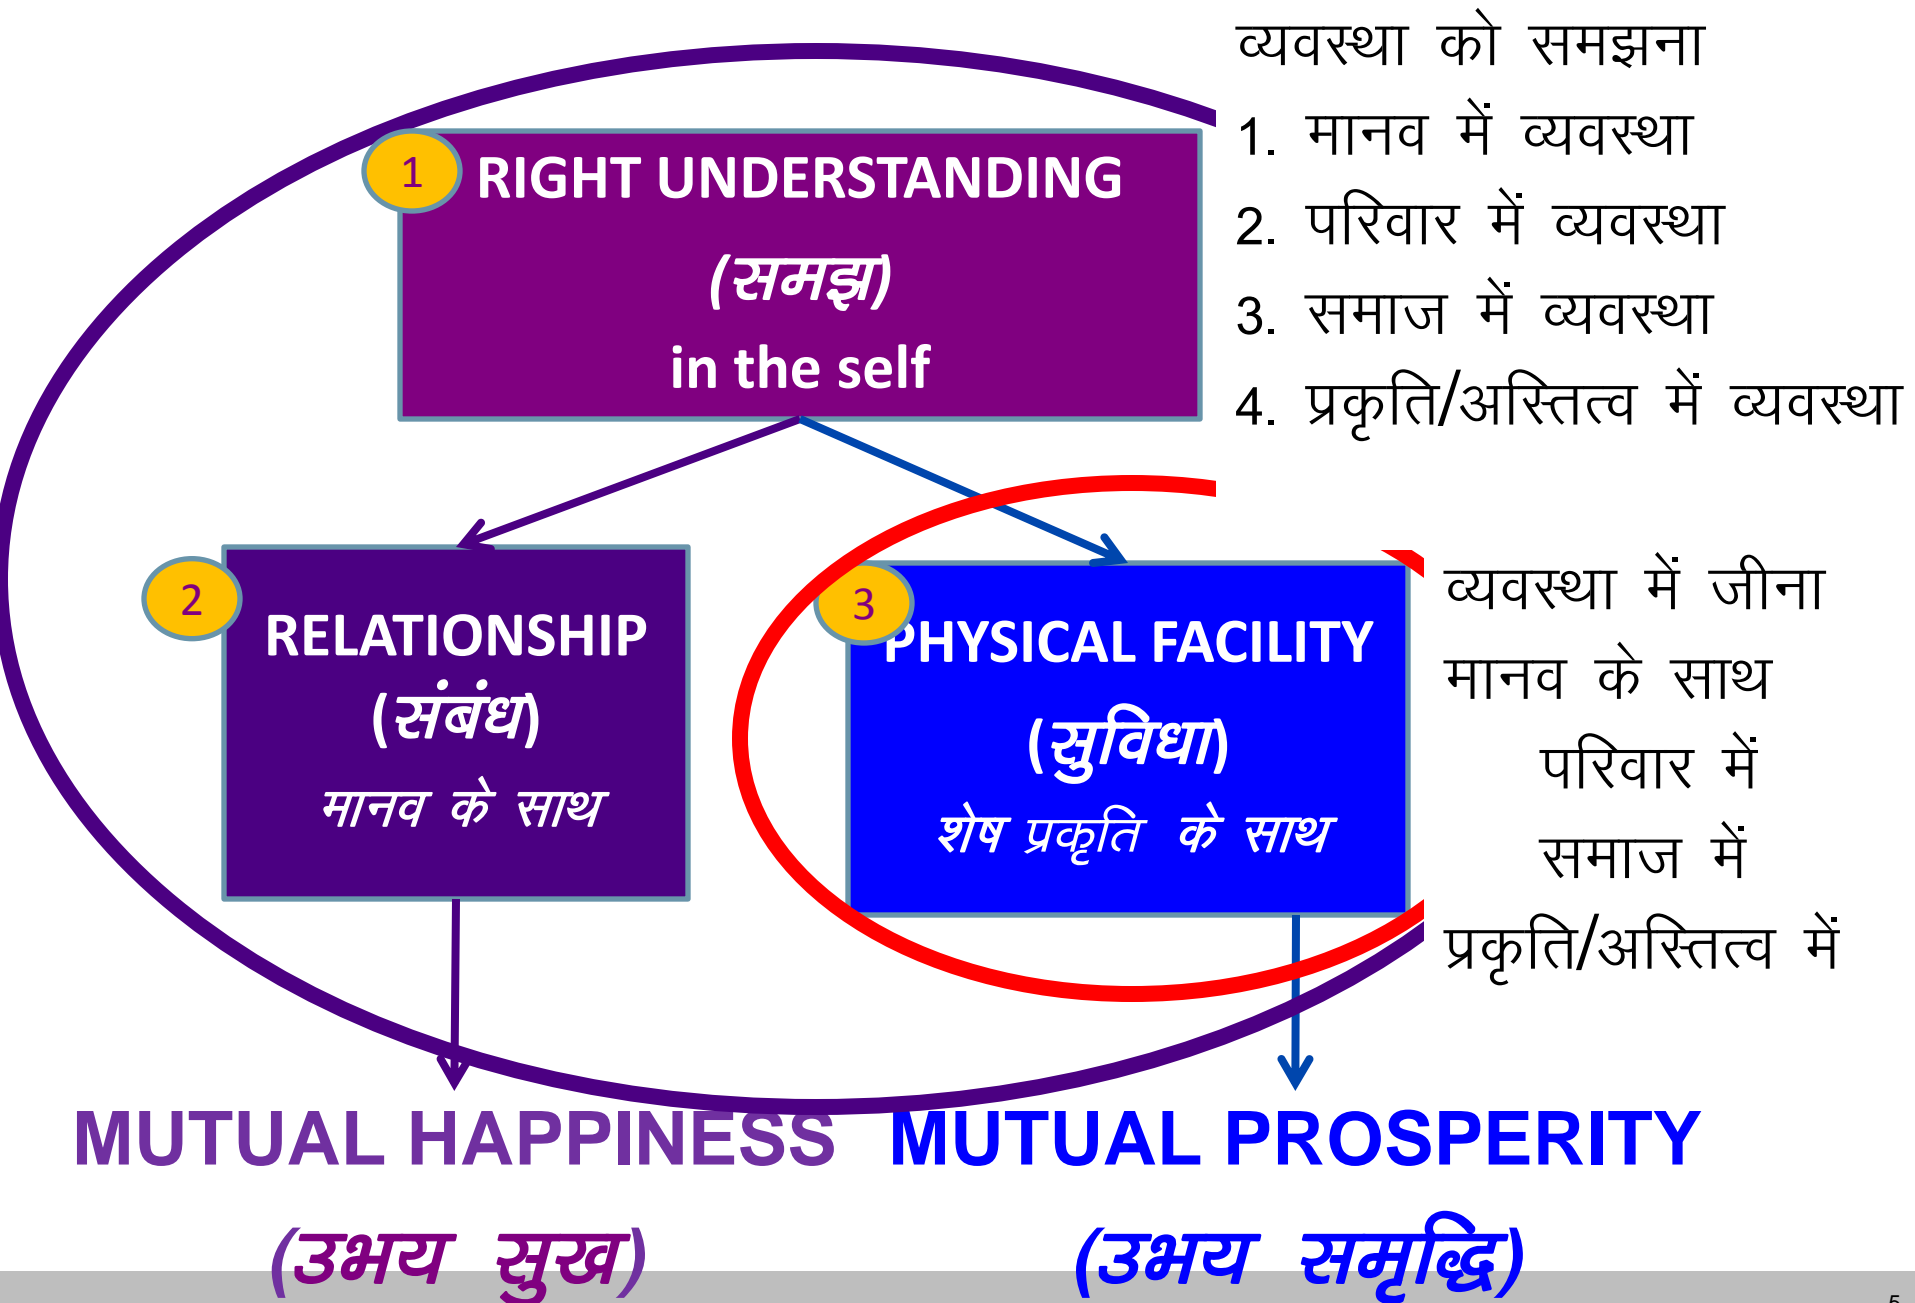 व्यवस्था को समझना
1. मानव में व्यवस्था
2. परिवार में व्यवस्था
3. समाज में व्यवस्था
4. प्रकृति/अस्तित्व में व्यवस्था
1
RIGHT UNDERSTANDING
(समझ)
in the self
2
RELATIONSHIP
(संबंध)
मानव के साथ
3
PHYSICAL FACILITY
(सुविधा)
शेष प्रकृति के साथ
व्यवस्था में जीना
मानव के साथ
परिवार में
समाज में
प्रकृति/अस्तित्व में
MUTUAL HAPPINESS
(उभय सुख)
MUTUAL PROSPERITY
(उभय समृद्धि)
5